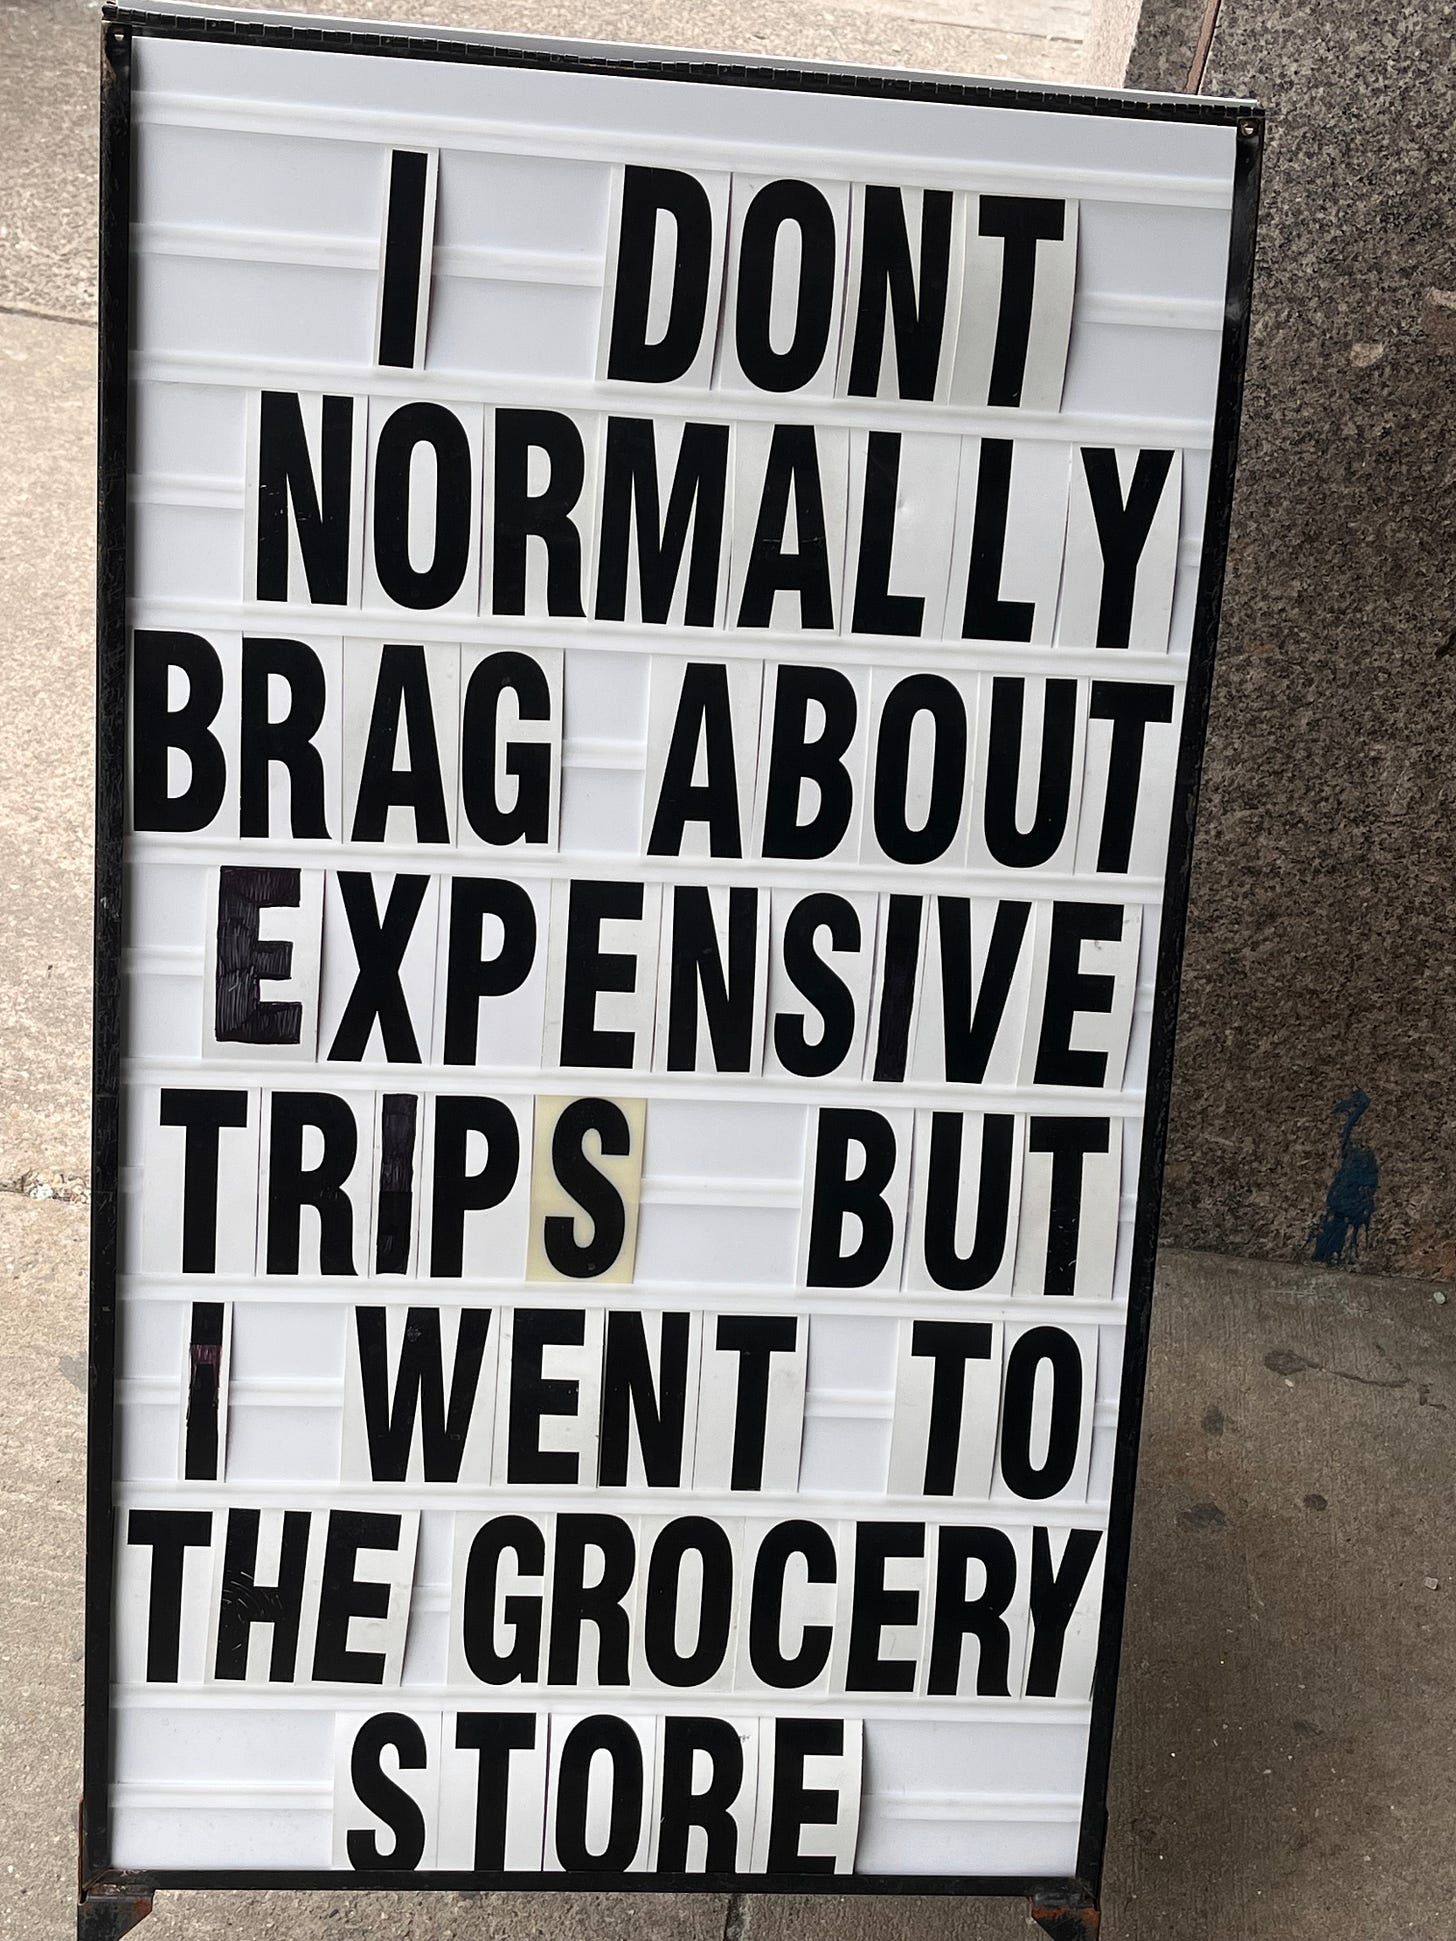 I DONT
NORMALLY
BRAG ABOUT
EXPENSIVE
TRIPS BUT
I WENT TO
THE GROCERY
STORE